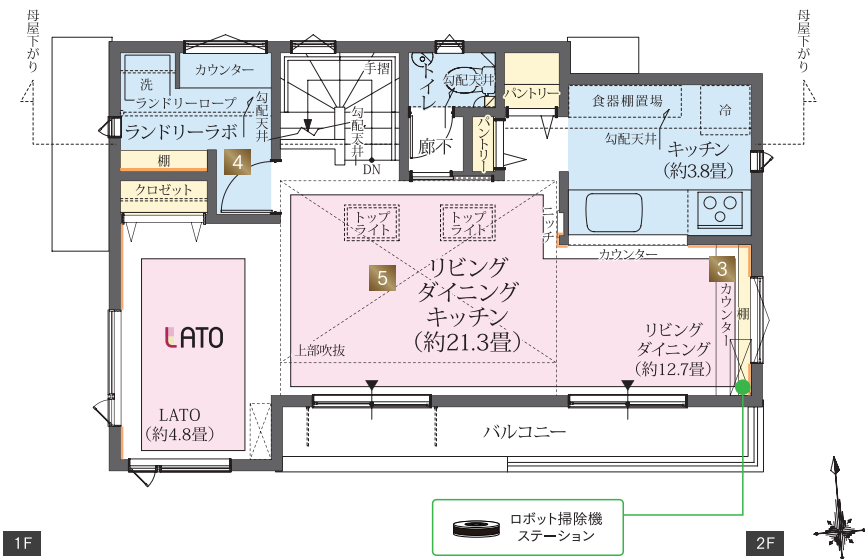 母屋下がり
母屋下がり
洗
カウンター
ランドリーロープ
ランドリーラボ
勾配天井
4
棚
クロゼット
手摺
勾配天井
DN
トイレ
勾配天井
廊下
パントリー
パントリー
食器棚置場
冷
勾配天井
キッチン
(約3.8畳)
トップ
ライト
トップ
ライト
ニッチ
カウンター
3
カウンター
棚
5
リビング
ダイニング
キッチン
(約21.3畳)
リビング
ダイニング
(約12.7畳)
上部吹抜
LATO
LATO
(約4.8畳)
バルコニー
ロボット掃除機
ステーション
1F
2F